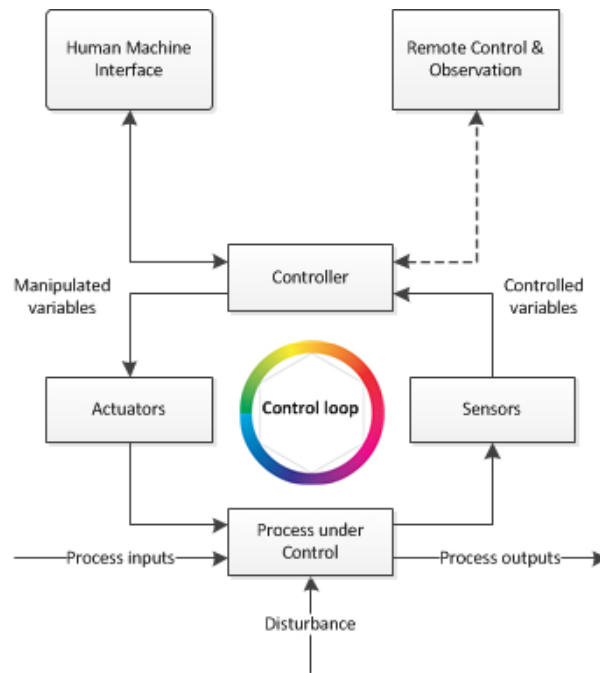 Human Machine
Interface
Remote Control &
Observation
Controller
Manipulated
variables
Controlled
variables
Actuators
Control loop
Sensors
Process under
Control
Process inputs
Process outputs
Disturbance